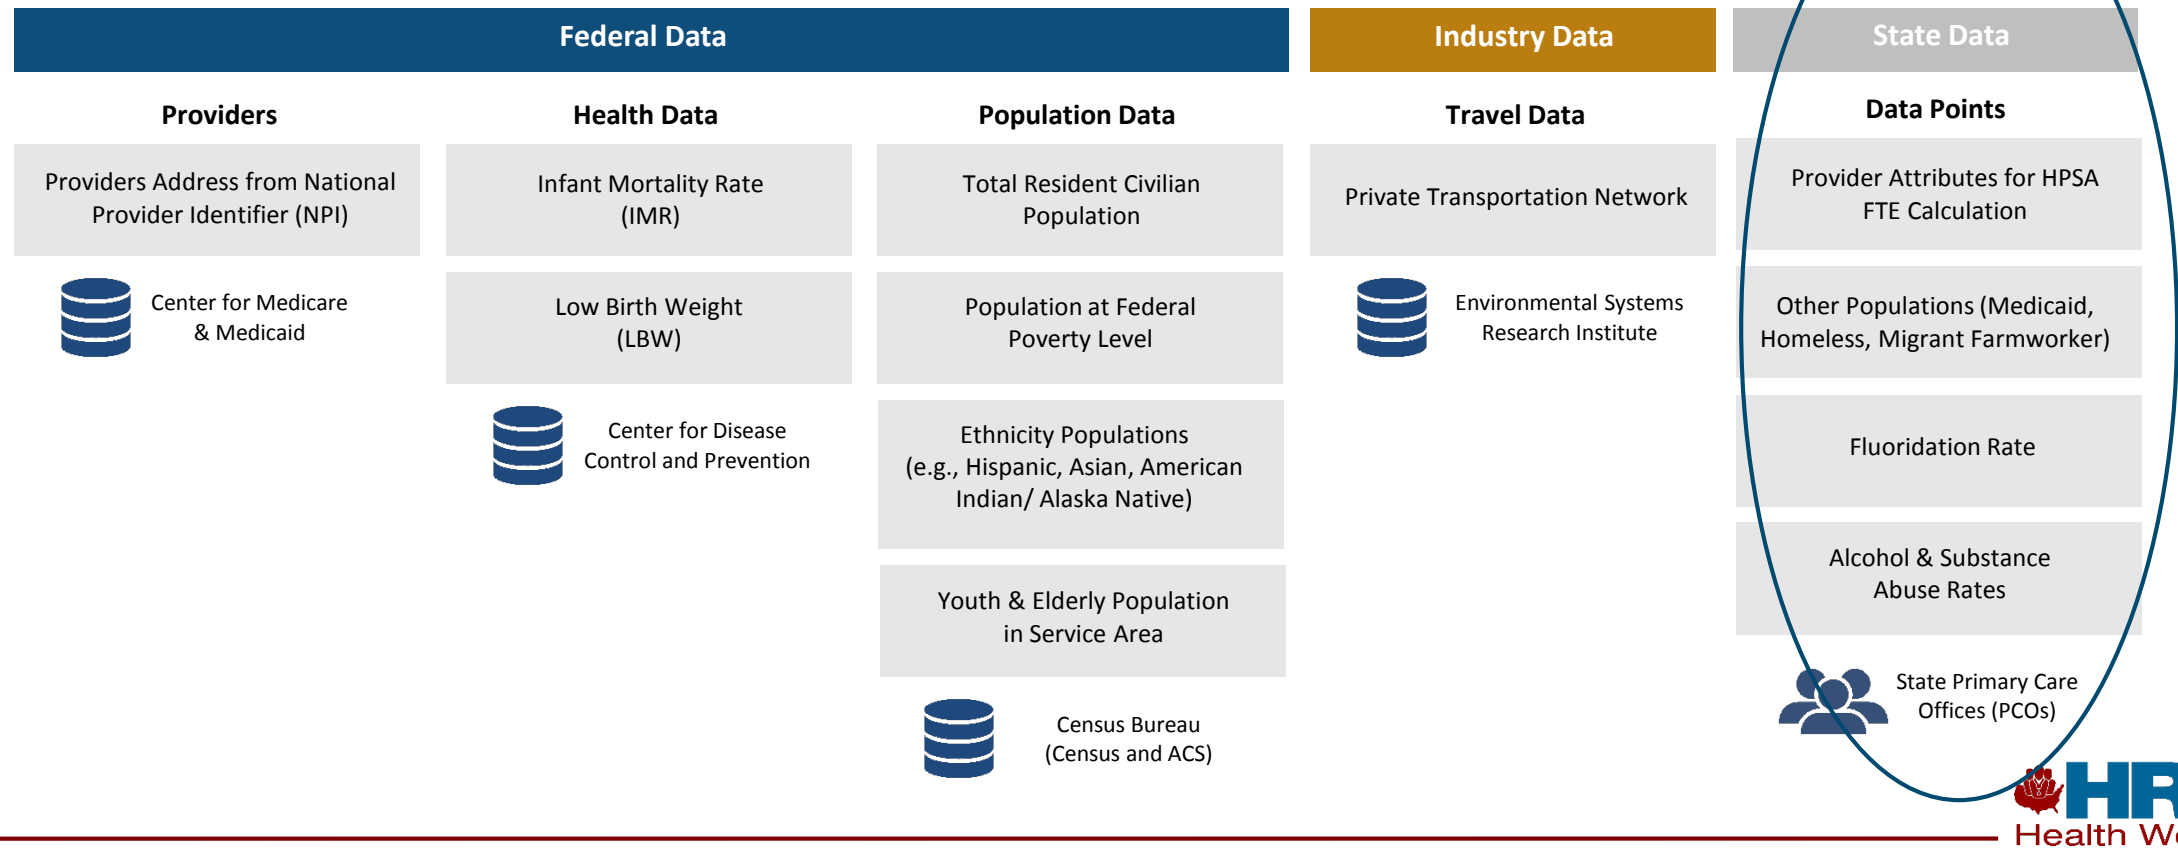 Federal Data
Industry Data
State Data
Providers
Health Data
Population Data
Travel Data
Data Points
Providers Address from National
Provider Identifier (NPI)
Center for Medicare
& Medicaid
Infant Mortality Rate
(IMR)
Low Birth Weight
(LBW)
Center for Disease
Control and Prevention
Total Resident Civilian
Population
Population at Federal
Poverty Level
Ethnicity Populations
(e.g., Hispanic, Asian, American
Indian/ Alaska Native)
Youth & Elderly Population
in Service Area
Census Bureau
(Census and ACS)
Private Transportation Network
Environmental Systems
Research Institute
Provider Attributes for HPSA
FTE Calculation
Other Populations (Medicaid,
Homeless, Migrant Farmworker)
Fluoridation Rate
Alcohol & Substance
Abuse Rates
State Primary Care
Offices (PCOs)
HR
Health